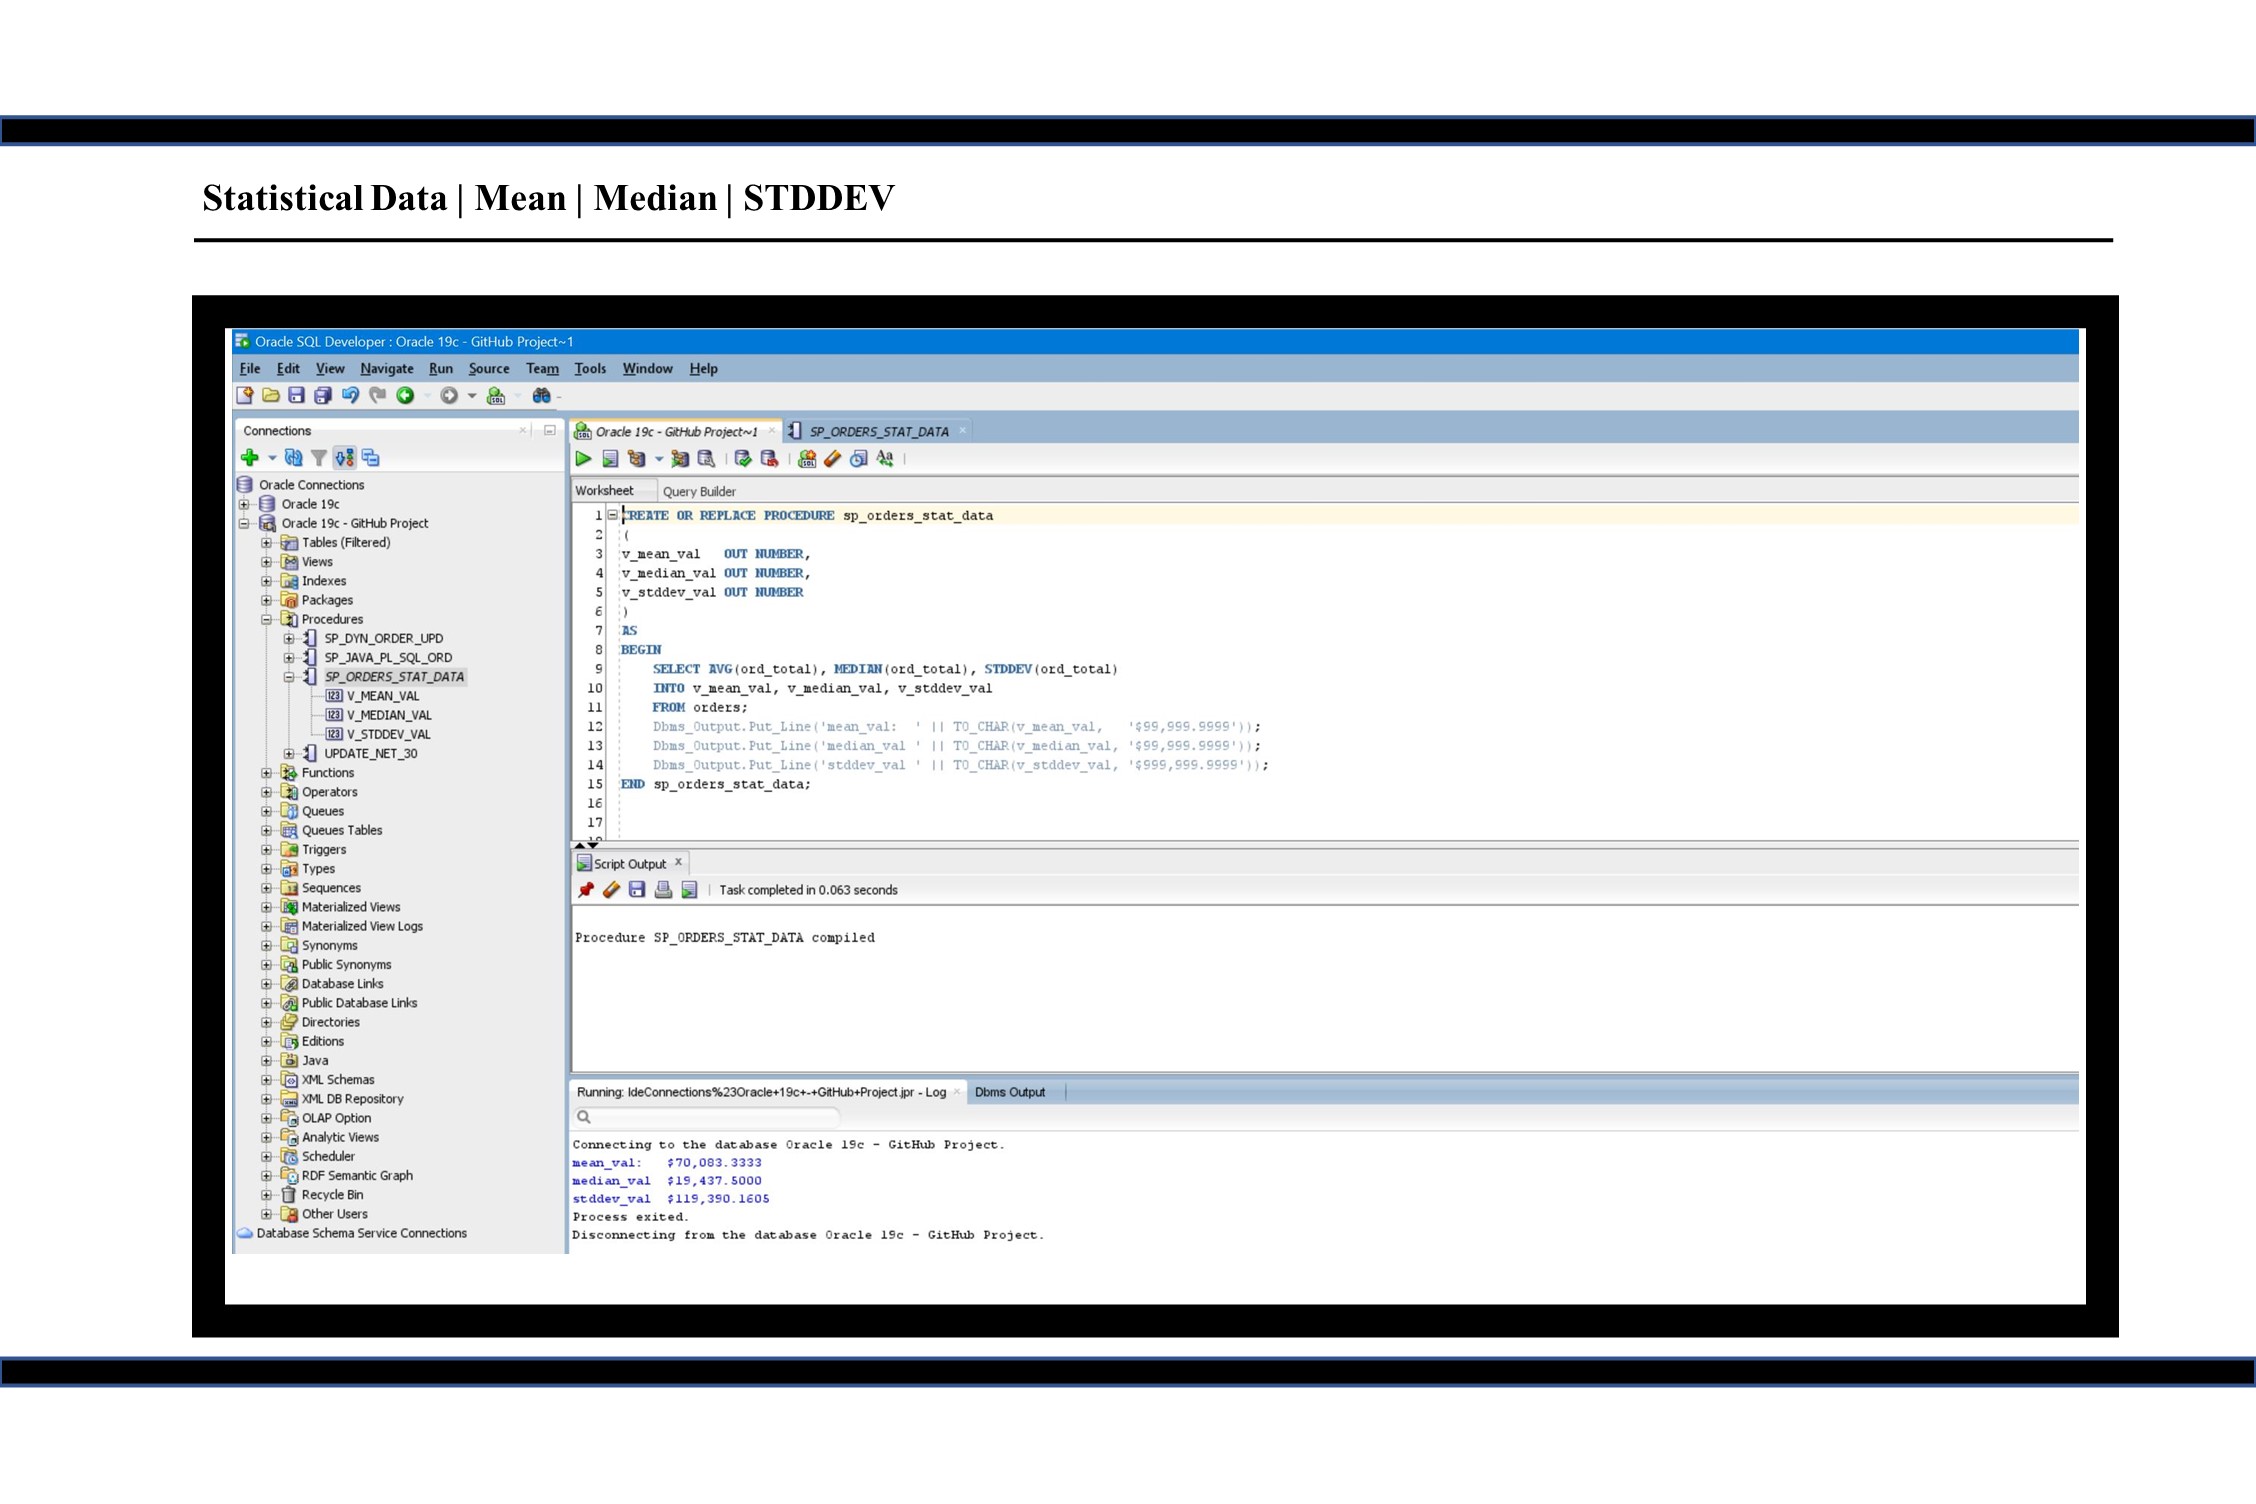 Statistical Data | Mean | Median | STDDEV
Oracle SQL Developer : Oracle 19c - GitHub Project~1
File Edit View Navigate Run Source Team Tools Window Help
Connections
Oracle Connections
Oracle 19c
Oracle 19c - GitHub Project
Tables (Filtered)
Views
Indexes
Packages
Procedures
SP_DYN_ORDER_UPD
SP_JAVA_PL_SQL_ORD
SP_ORDERS_STAT_DATA
V_MEAN_VAL
V_MEDIAN_VAL
V_STDDEV_VAL
UPDATE_NET_30
Functions
Operators
Queues
Queues Tables
Triggers
Types
Sequences
Materialized Views
Materialized View Logs
Synonyms
Public Synonyms
Database Links
Public Database Links
Directories
Editions
Java
XML Schemas
XML DB Repository
OLAP Option
Analytic Views
Scheduler
RDF Semantic Graph
Recycle Bin
Other Users
Database Schema Service Connections
Oracle 19c - GitHub Project~1 SP_ORDERS_STAT_DATA
Worksheet Query Builder
1 CREATE OR REPLACE PROCEDURE sp_orders_stat_data
2 (
3 v_mean_val   OUT NUMBER,
4 v_median_val OUT NUMBER,
5 v_stddev_val OUT NUMBER
6 )
7 AS
8 BEGIN
9     SELECT AVG(ord_total), MEDIAN(ord_total), STDDEV(ord_total)
10     INTO v_mean_val, v_median_val, v_stddev_val
11     FROM orders;
12     Dbms_Output.Put_Line('mean_val:  ' || TO_CHAR(v_mean_val,   '$99,999.9999'));
13     Dbms_Output.Put_Line('median_val ' || TO_CHAR(v_median_val, '$99,999.9999'));
14     Dbms_Output.Put_Line('stddev_val ' || TO_CHAR(v_stddev_val, '$999,999.9999'));
15 END sp_orders_stat_data;
16
17
Script Output
Task completed in 0.063 seconds
Procedure SP_ORDERS_STAT_DATA compiled
Running: IdeConnections%23Oracle+19c+-+GitHub+Project.jpr - Log Dbms Output
Connecting to the database Oracle 19c - GitHub Project.
mean_val:   $70,083.3333
median_val  $19,437.5000
stddev_val  $119,390.1605
Process exited.
Disconnecting from the database Oracle 19c - GitHub Project.